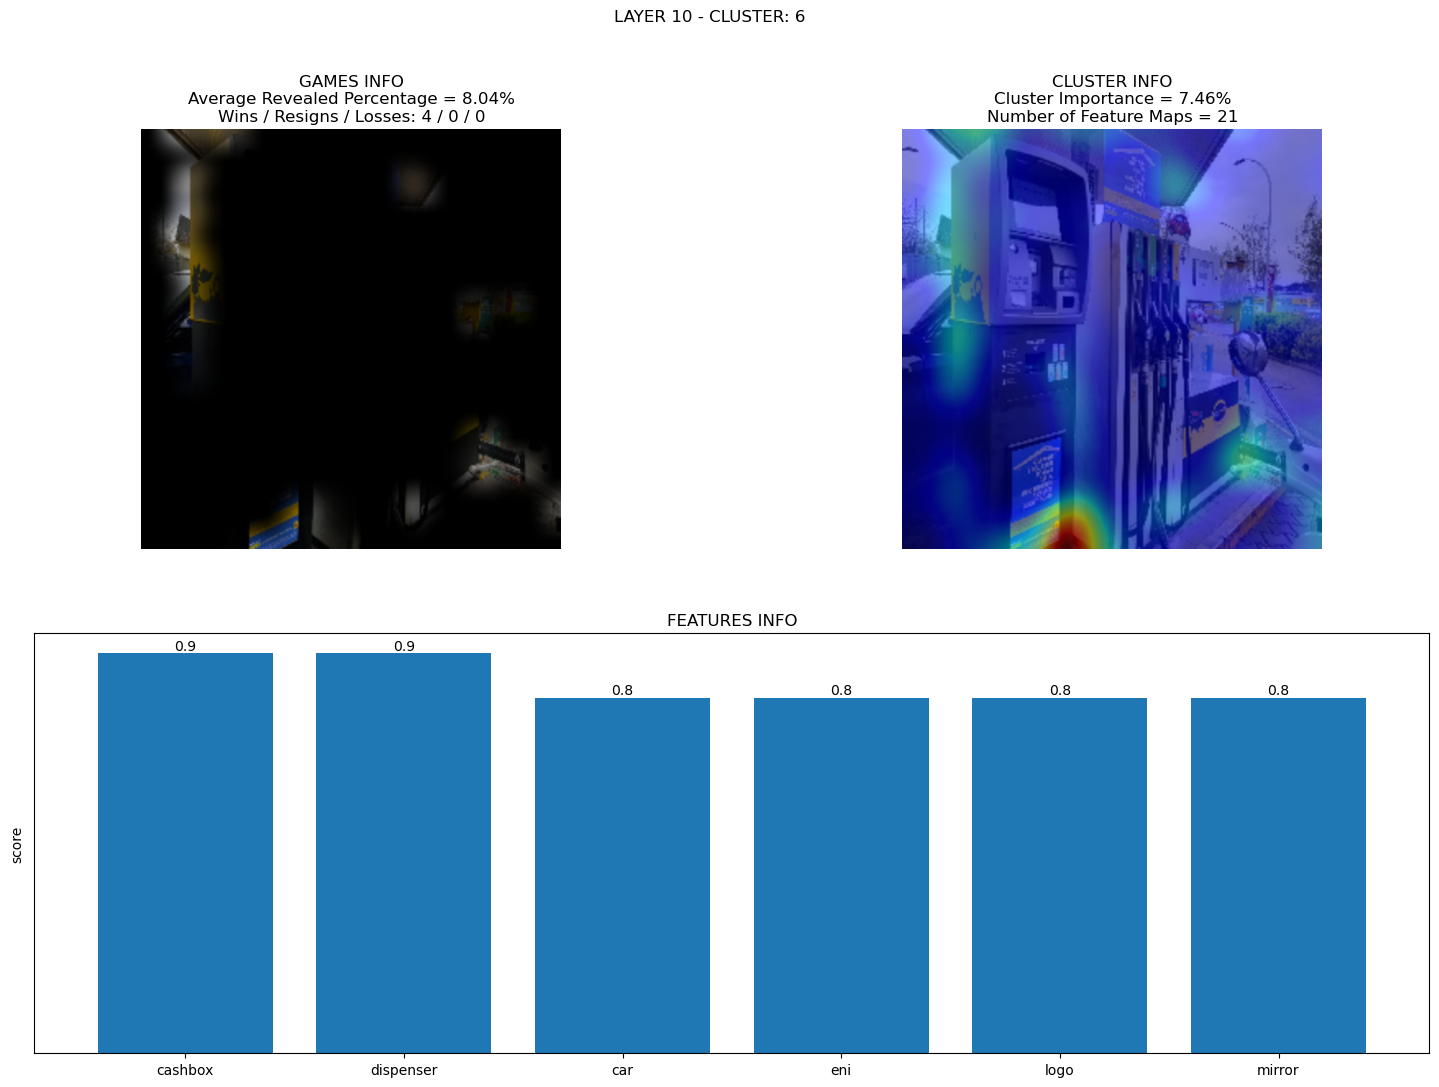 LAYER 10 - CLUSTER: 6
GAMES INFO
Average Revealed Percentage = 8.04%
Wins / Resigns / Losses: 4 / 0 / 0
CLUSTER INFO
Cluster Importance = 7.46%
Number of Feature Maps = 21
FEATURES INFO
score
0.9
0.9
0.8
0.8
0.8
0.8
cashbox
dispenser
car
eni
logo
mirror